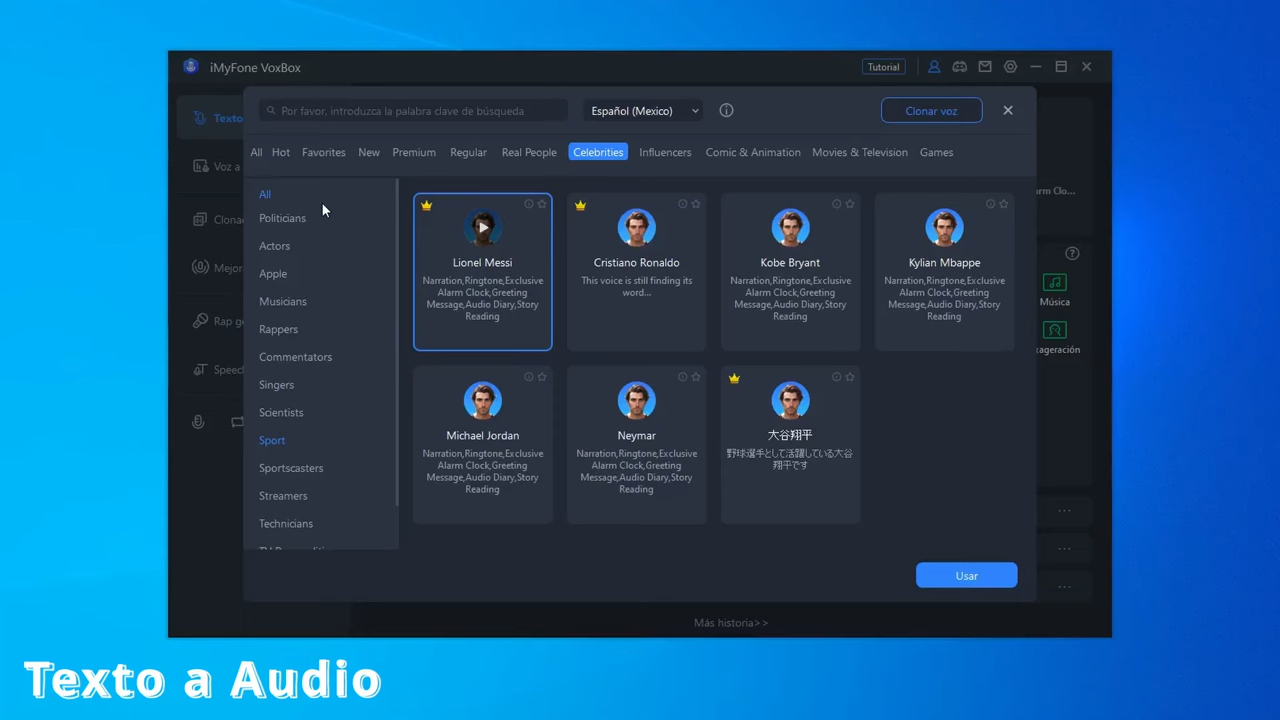 iMyFone VoxBox
Tutorial
Por favor, introduzca la palabra clave de búsqueda
Español (Mexico)
Clonar voz
All Hot Favorites New Premium Regular Real People Celebrities Influencers Comic & Animation Movies & Television Games
Texto
Voz a
Clonac
Mejor
Rap ge
Speec
All
Politicians
Actors
Apple
Musicians
Rappers
Commentators
Singers
Scientists
Sport
Sportscasters
Streamers
Technicians
Lionel Messi
Narration,Ringtone,Exclusive
Alarm Clock,Greeting
Message,Audio Diary,Story
Reading
Cristiano Ronaldo
This voice is still finding its
word...
Kobe Bryant
Narration,Ringtone,Exclusive
Alarm Clock,Greeting
Message,Audio Diary,Story
Reading
Kylian Mbappe
Narration,Ringtone,Exclusive
Alarm Clock,Greeting
Message,Audio Diary,Story
Reading
Michael Jordan
Narration,Ringtone,Exclusive
Alarm Clock,Greeting
Message,Audio Diary,Story
Reading
Neymar
Narration,Ringtone,Exclusive
Alarm Clock,Greeting
Message,Audio Diary,Story
Reading
大谷翔平
野球選手として活躍している大谷
翔平です
arm Clo...
Música
xageración
Usar
Más historia>>
Texto a Audio